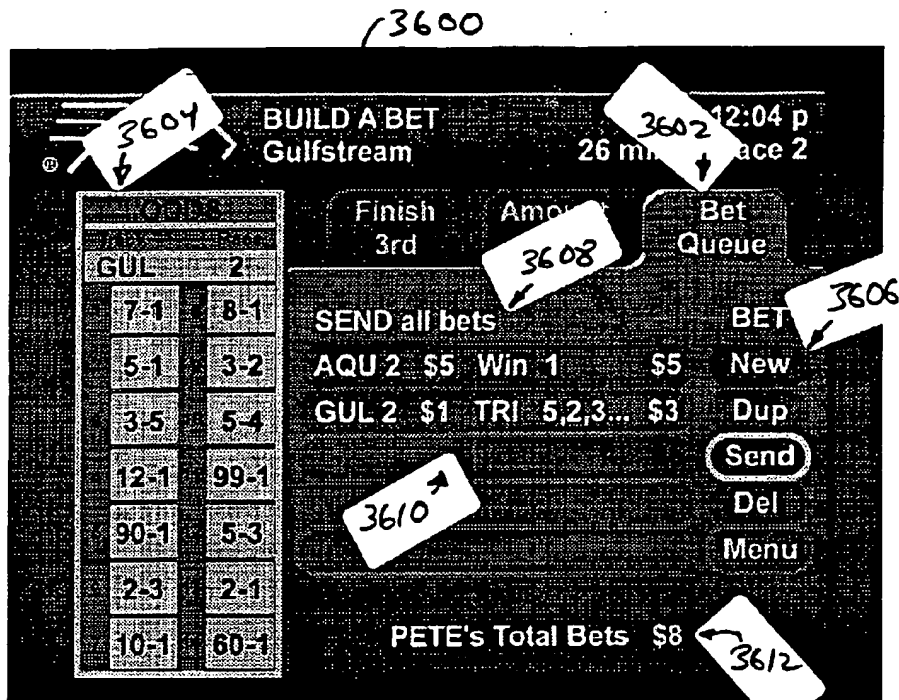 3600
3604
BUILD A BET
Gulfstream
3602
12:04 p
26 mi ace 2
Finish
3rd
Bet
Queue
3608
3606
GUL 2
7-1 8-1
5-1 3-2
3-5 5-4
12-1 99-1
90-1 5-3
2-3 2-1
10-1 60-1
SEND all bets
AQU 2 $5 Win 1 $5
GUL 2 $1 TRI 5,2,3... $3
3610
BET
New
Dup
Send
Del
Menu
PETE's Total Bets $8
3612